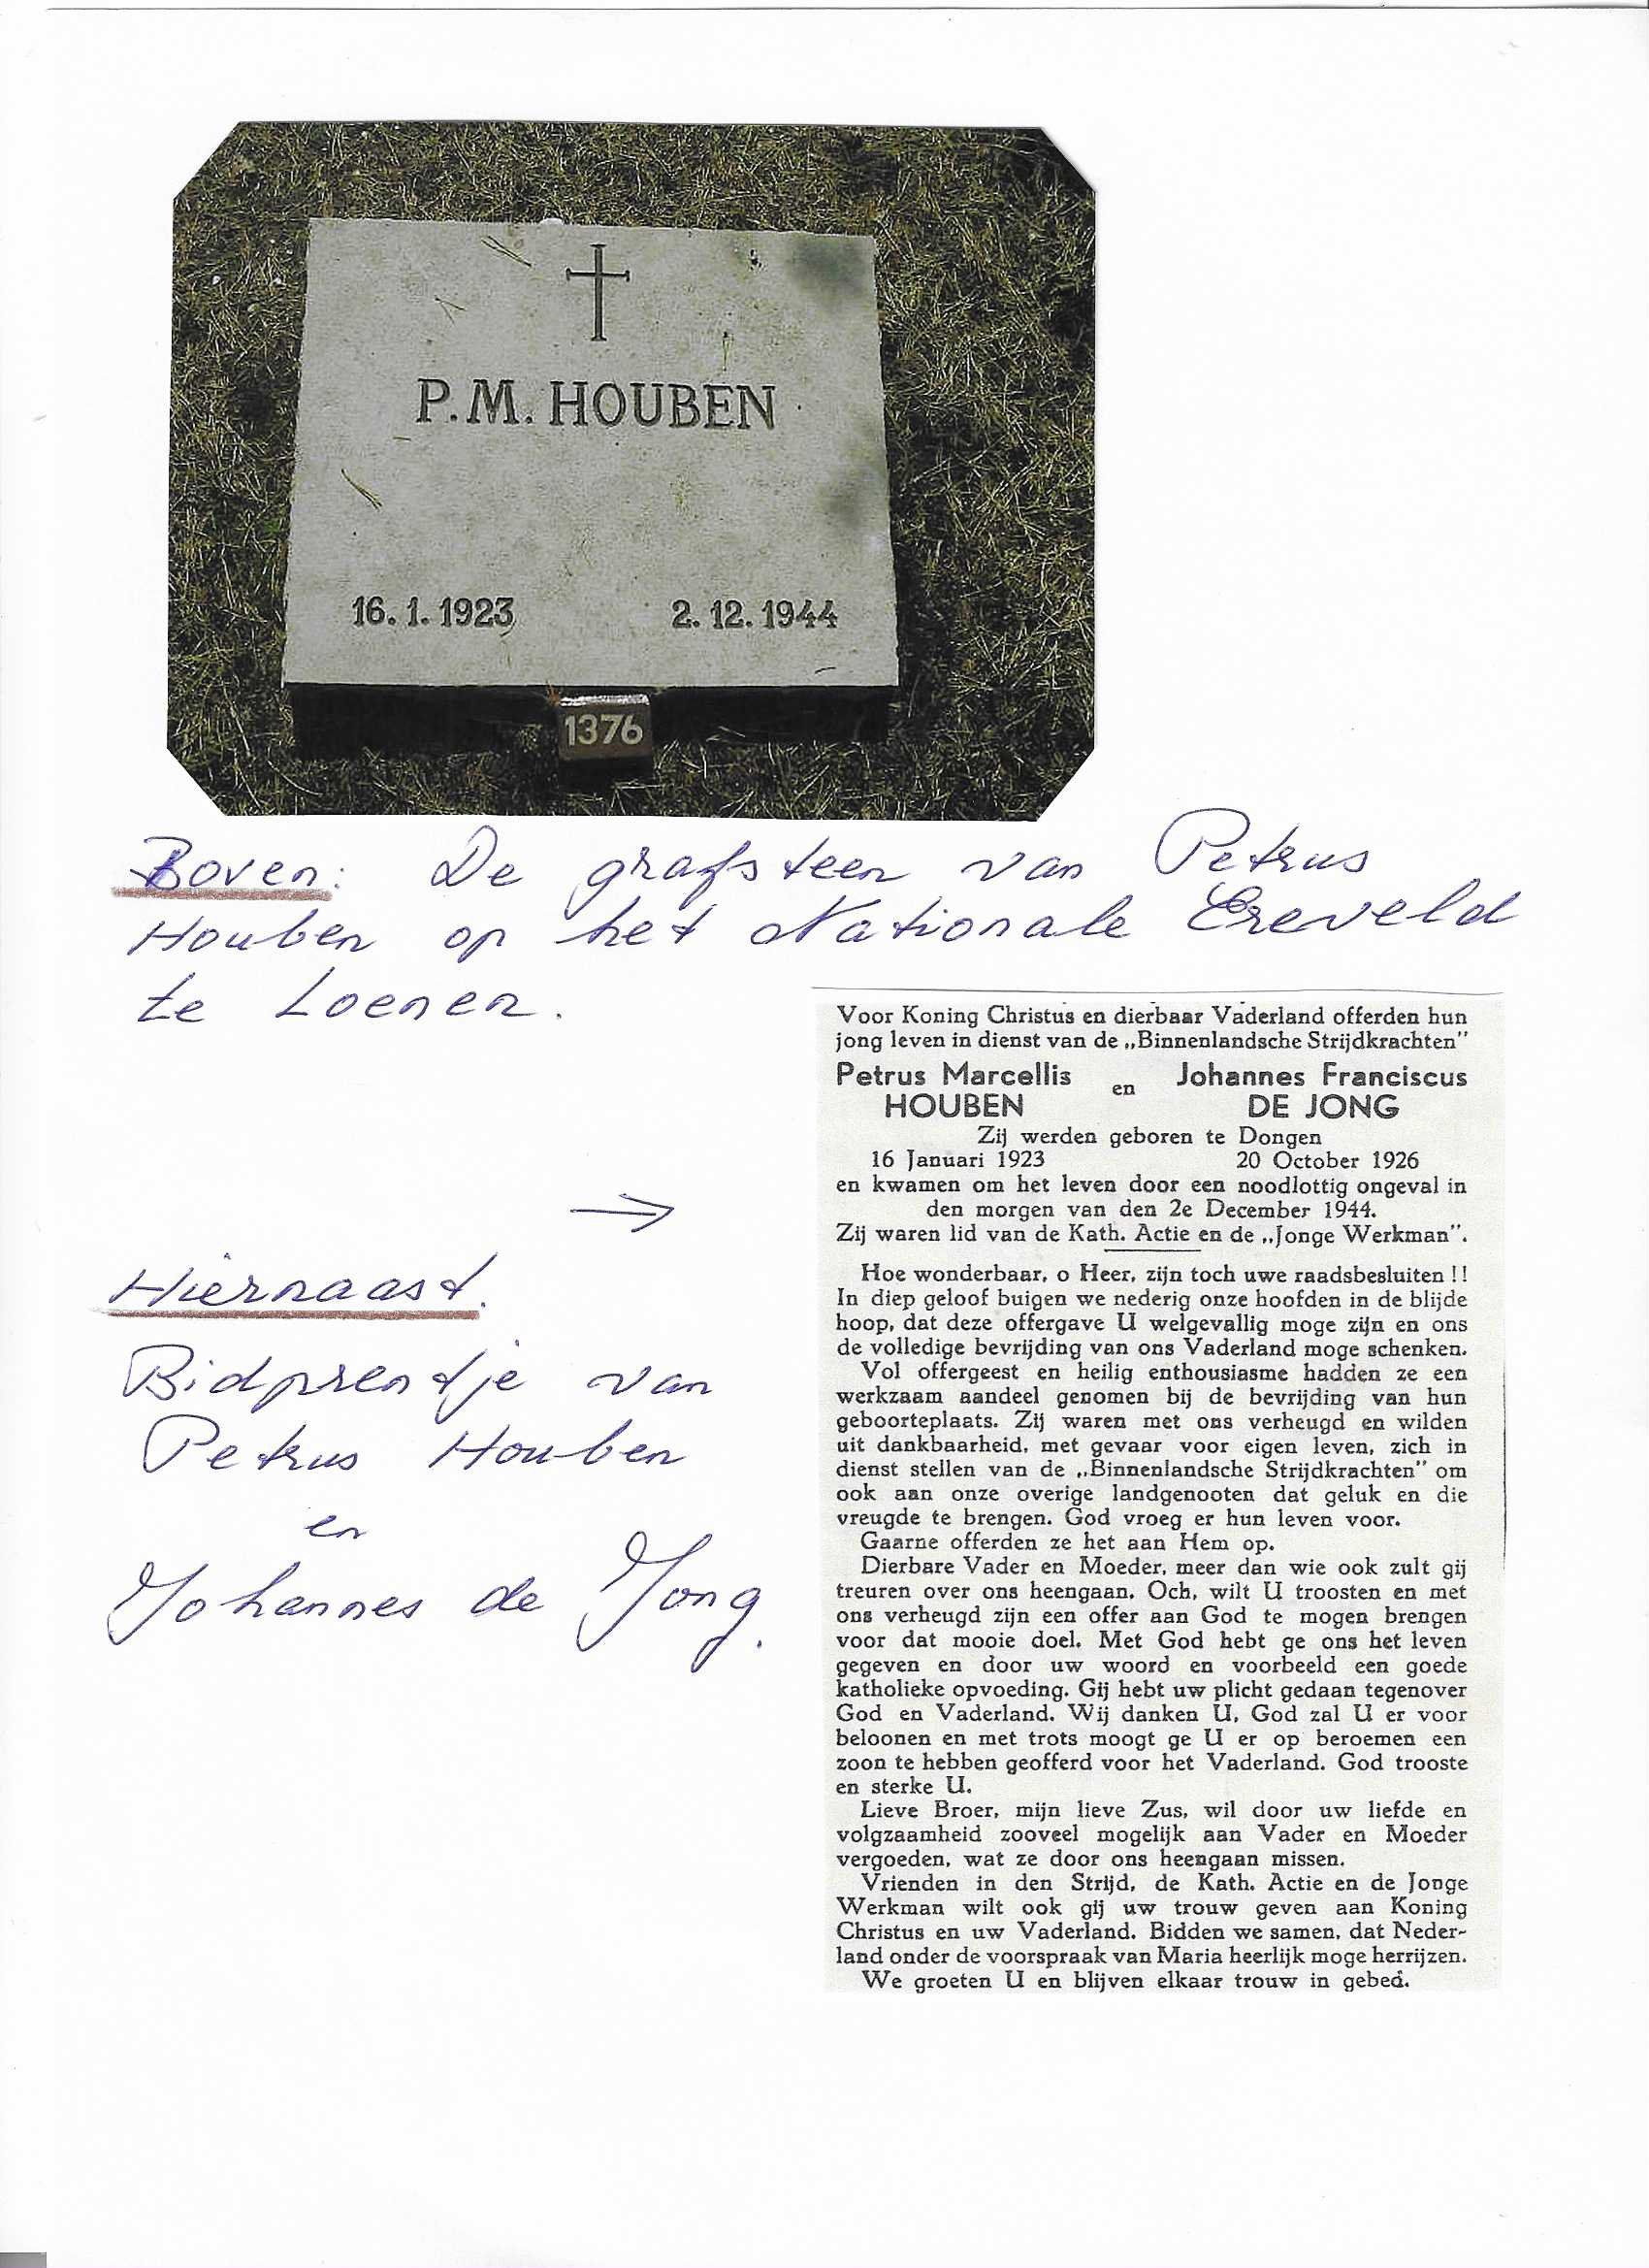 P.M. HOUBEN
16.1.1923 2.12.1944
1376
Boven: De grafsteen van Petrus
Houben op het Nationale Ereveld
te Loenen.
Voor Koning Christus en dierbaar Vaderland offerden hun
jong leven in dienst van de „Binnenlandsche Strijdkrachten"
Petrus Marcellis en Johannes Franciscus
HOUBEN DE JONG
Zij werden geboren te Dongen
16 Januari 1923 20 October 1926
en kwamen om het leven door een noodlottig ongeval in
den morgen van den 2e December 1944.
Zij waren lid van de Kath. Actie en de „Jonge Werkman".
Hoe wonderbaar, o Heer, zijn toch uwe raadsbesluiten !!
In diep geloof buigen we nederig onze hoofden in de blijde
hoop, dat deze offergave U welgevallig moge zijn en ons
de volledige bevrijding van ons Vaderland moge schenken.
Vol offergeest en heilig enthousiasme hadden ze een
werkzaam aandeel genomen bij de bevrijding van hun
geboorteplaats. Zij waren met ons verheugd en wilden
uit dankbaarheid, met gevaar voor eigen leven, zich in
dienst stellen van de „Binnenlandsche Strijdkrachten" om
ook aan onze overige landgenooten dat geluk en die
vreugde te brengen. God vroeg er hun leven voor.
Gaarne offerden ze het aan Hem op.
Dierbare Vader en Moeder, meer dan wie ook zult gij
treuren over ons heengaan. Och, wilt U troosten en met
ons verheugd zijn een offer aan God te mogen brengen
voor dat mooie doel. Met God hebt ge ons het leven
gegeven en door uw woord en voorbeeld een goede
katholieke opvoeding. Gij hebt uw plicht gedaan tegenover
God en Vaderland. Wij danken U, God zal U er voor
beloonen en met trots moogt ge U er op beroemen een
zoon te hebben geofferd voor het Vaderland. God trooste
en sterke U.
Lieve Broer, mijn lieve Zus, wil door uw liefde en
volgzaamheid zooveel mogelijk aan Vader en Moeder
vergoeden, wat ze door ons heengaan missen.
Vrienden in den Strijd, de Kath. Actie en de Jonge
Werkman wilt ook gij uw trouw geven aan Koning
Christus en uw Vaderland. Bidden we samen, dat Neder-
land onder de voorspraak van Maria heerlijk moge herrijzen.
We groeten U en blijven elkaar trouw in gebed.
Hiernaast.
Bidprentje van
Petrus Houben
en
Johannes de Jong.